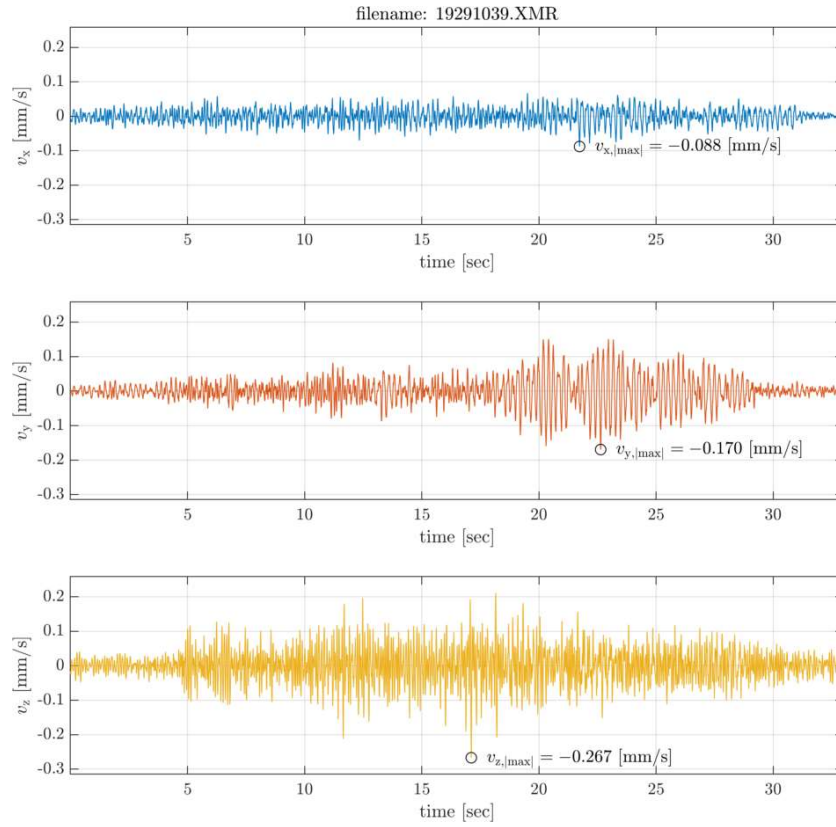 filename: 19291039.XMR
0.2
0.1
0
-0.1
-0.2
-0.3
v_x [mm/s]
v_x,|max| = −0.088 [mm/s]
5 10 15 20 25 30
time [sec]
0.2
0.1
0
-0.1
-0.2
-0.3
v_y [mm/s]
v_y,|max| = −0.170 [mm/s]
5 10 15 20 25 30
time [sec]
0.2
0.1
0
-0.1
-0.2
-0.3
v_z [mm/s]
v_z,|max| = −0.267 [mm/s]
5 10 15 20 25 30
time [sec]